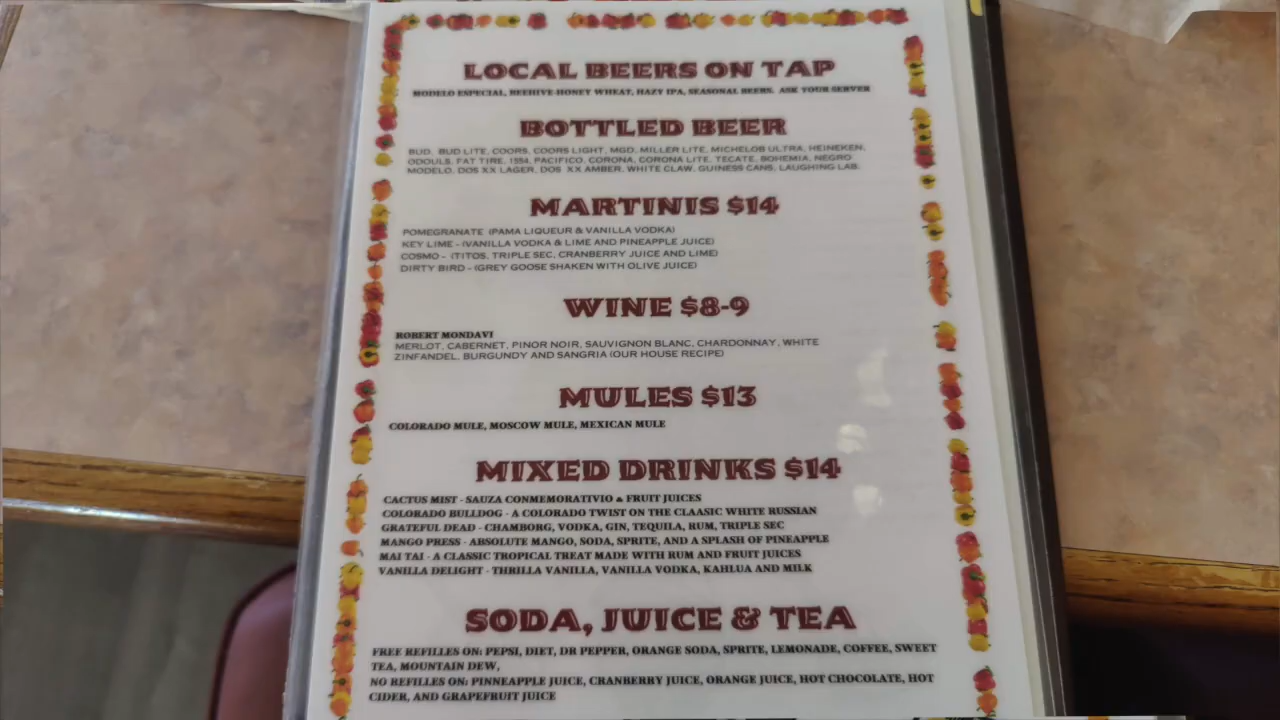 LOCAL BEERS ON TAP
MODELO ESPECIAL, BEEHIVE-HONEY WHEAT, HAZY IPA, SEASONAL BEERS. ASK YOUR SERVER
BOTTLED BEER
BUD, BUD LITE, COORS, COORS LIGHT, MGD, MILLER LITE, MICHELOB ULTRA, HEINEKEN,
ODOULS, FAT TIRE, 1554, PACIFICO, CORONA, CORONA LITE, TECATE, BOHEMIA, NEGRO
MODELO, DOS XX LAGER, DOS XX AMBER, WHITE CLAW, GUINESS CANS, LAUGHING LAB.
MARTINIS $14
POMEGRANATE (PAMA LIQUEUR & VANILLA VODKA)
KEY LIME - (VANILLA VODKA & LIME AND PINEAPPLE JUICE)
COSMO - (TITOS, TRIPLE SEC, CRANBERRY JUICE AND LIME)
DIRTY BIRD - (GREY GOOSE SHAKEN WITH OLIVE JUICE)
WINE $8-9
ROBERT MONDAVI
MERLOT, CABERNET, PINOR NOIR, SAUVIGNON BLANC, CHARDONNAY, WHITE
ZINFANDEL, BURGUNDY AND SANGRIA (OUR HOUSE RECIPE)
MULES $13
COLORADO MULE, MOSCOW MULE, MEXICAN MULE
MIXED DRINKS $14
CACTUS MIST - SAUZA CONMEMORATIVIO & FRUIT JUICES
COLORADO BULLDOG - A COLORADO TWIST ON THE CLAASIC WHITE RUSSIAN
GRATEFUL DEAD - CHAMBORG, VODKA, GIN, TEQUILA, RUM, TRIPLE SEC
MANGO PRESS - ABSOLUTE MANGO, SODA, SPRITE, AND A SPLASH OF PINEAPPLE
MAI TAI - A CLASSIC TROPICAL TREAT MADE WITH RUM AND FRUIT JUICES
VANILLA DELIGHT - THRILLA VANILLA, VANILLA VODKA, KAHLUA AND MILK
SODA, JUICE & TEA
FREE REFILLES ON: PEPSI, DIET, DR PEPPER, ORANGE SODA, SPRITE, LEMONADE, COFFEE, SWEET
TEA, MOUNTAIN DEW,
NO REFILLES ON: PINNEAPPLE JUICE, CRANBERRY JUICE, ORANGE JUICE, HOT CHOCOLATE, HOT
CIDER, AND GRAPEFRUIT JUICE